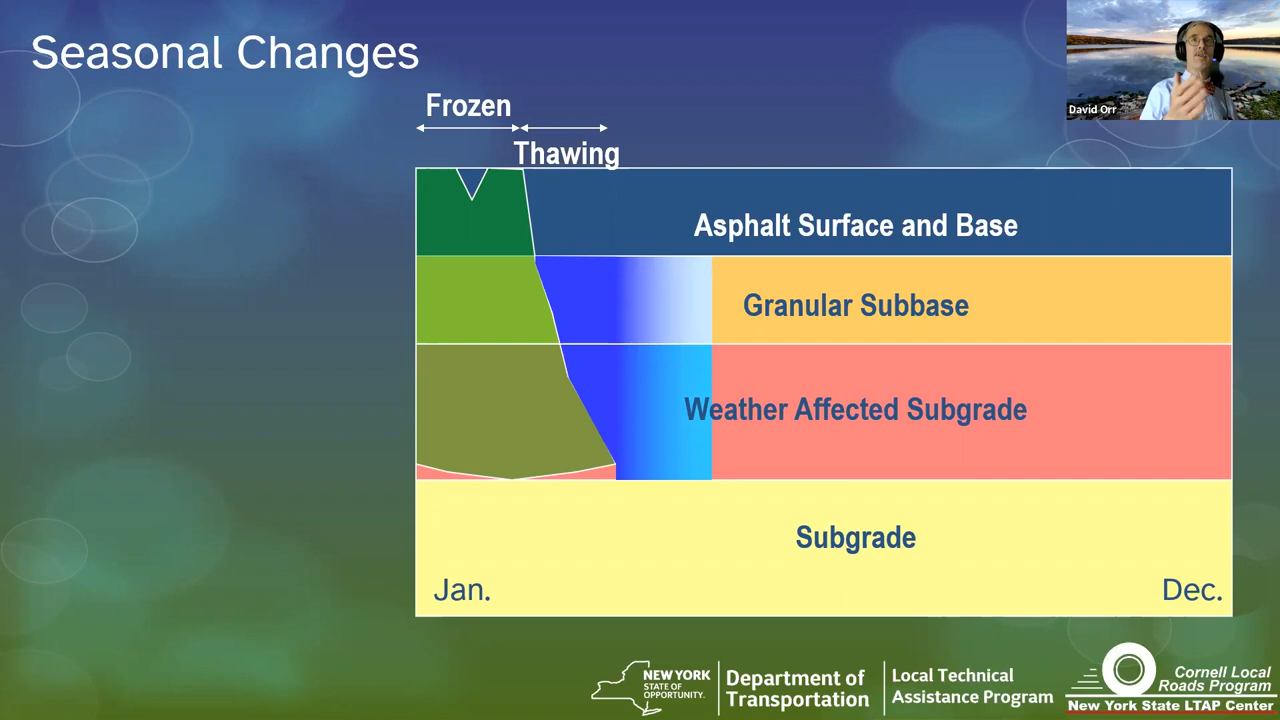 Seasonal Changes
David Orr
Frozen
Thawing
Asphalt Surface and Base
Granular Subbase
Weather Affected Subgrade
Subgrade
Jan.
Dec.
NEW YORK
STATE OF
OPPORTUNITY.
Department of
Transportation
Local Technical
Assistance Program
Cornell Local
Roads Program
New York State LTAP Center